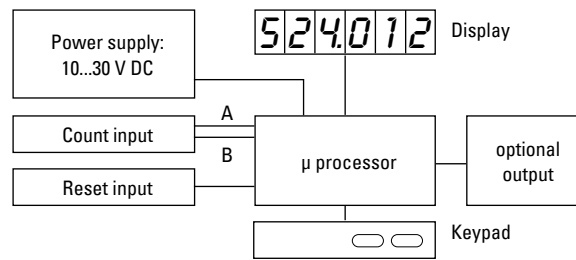 Power supply:
10...30 V DC
524.012
Display
A
Count input
B
µ processor
optional
output
Reset input
Keypad